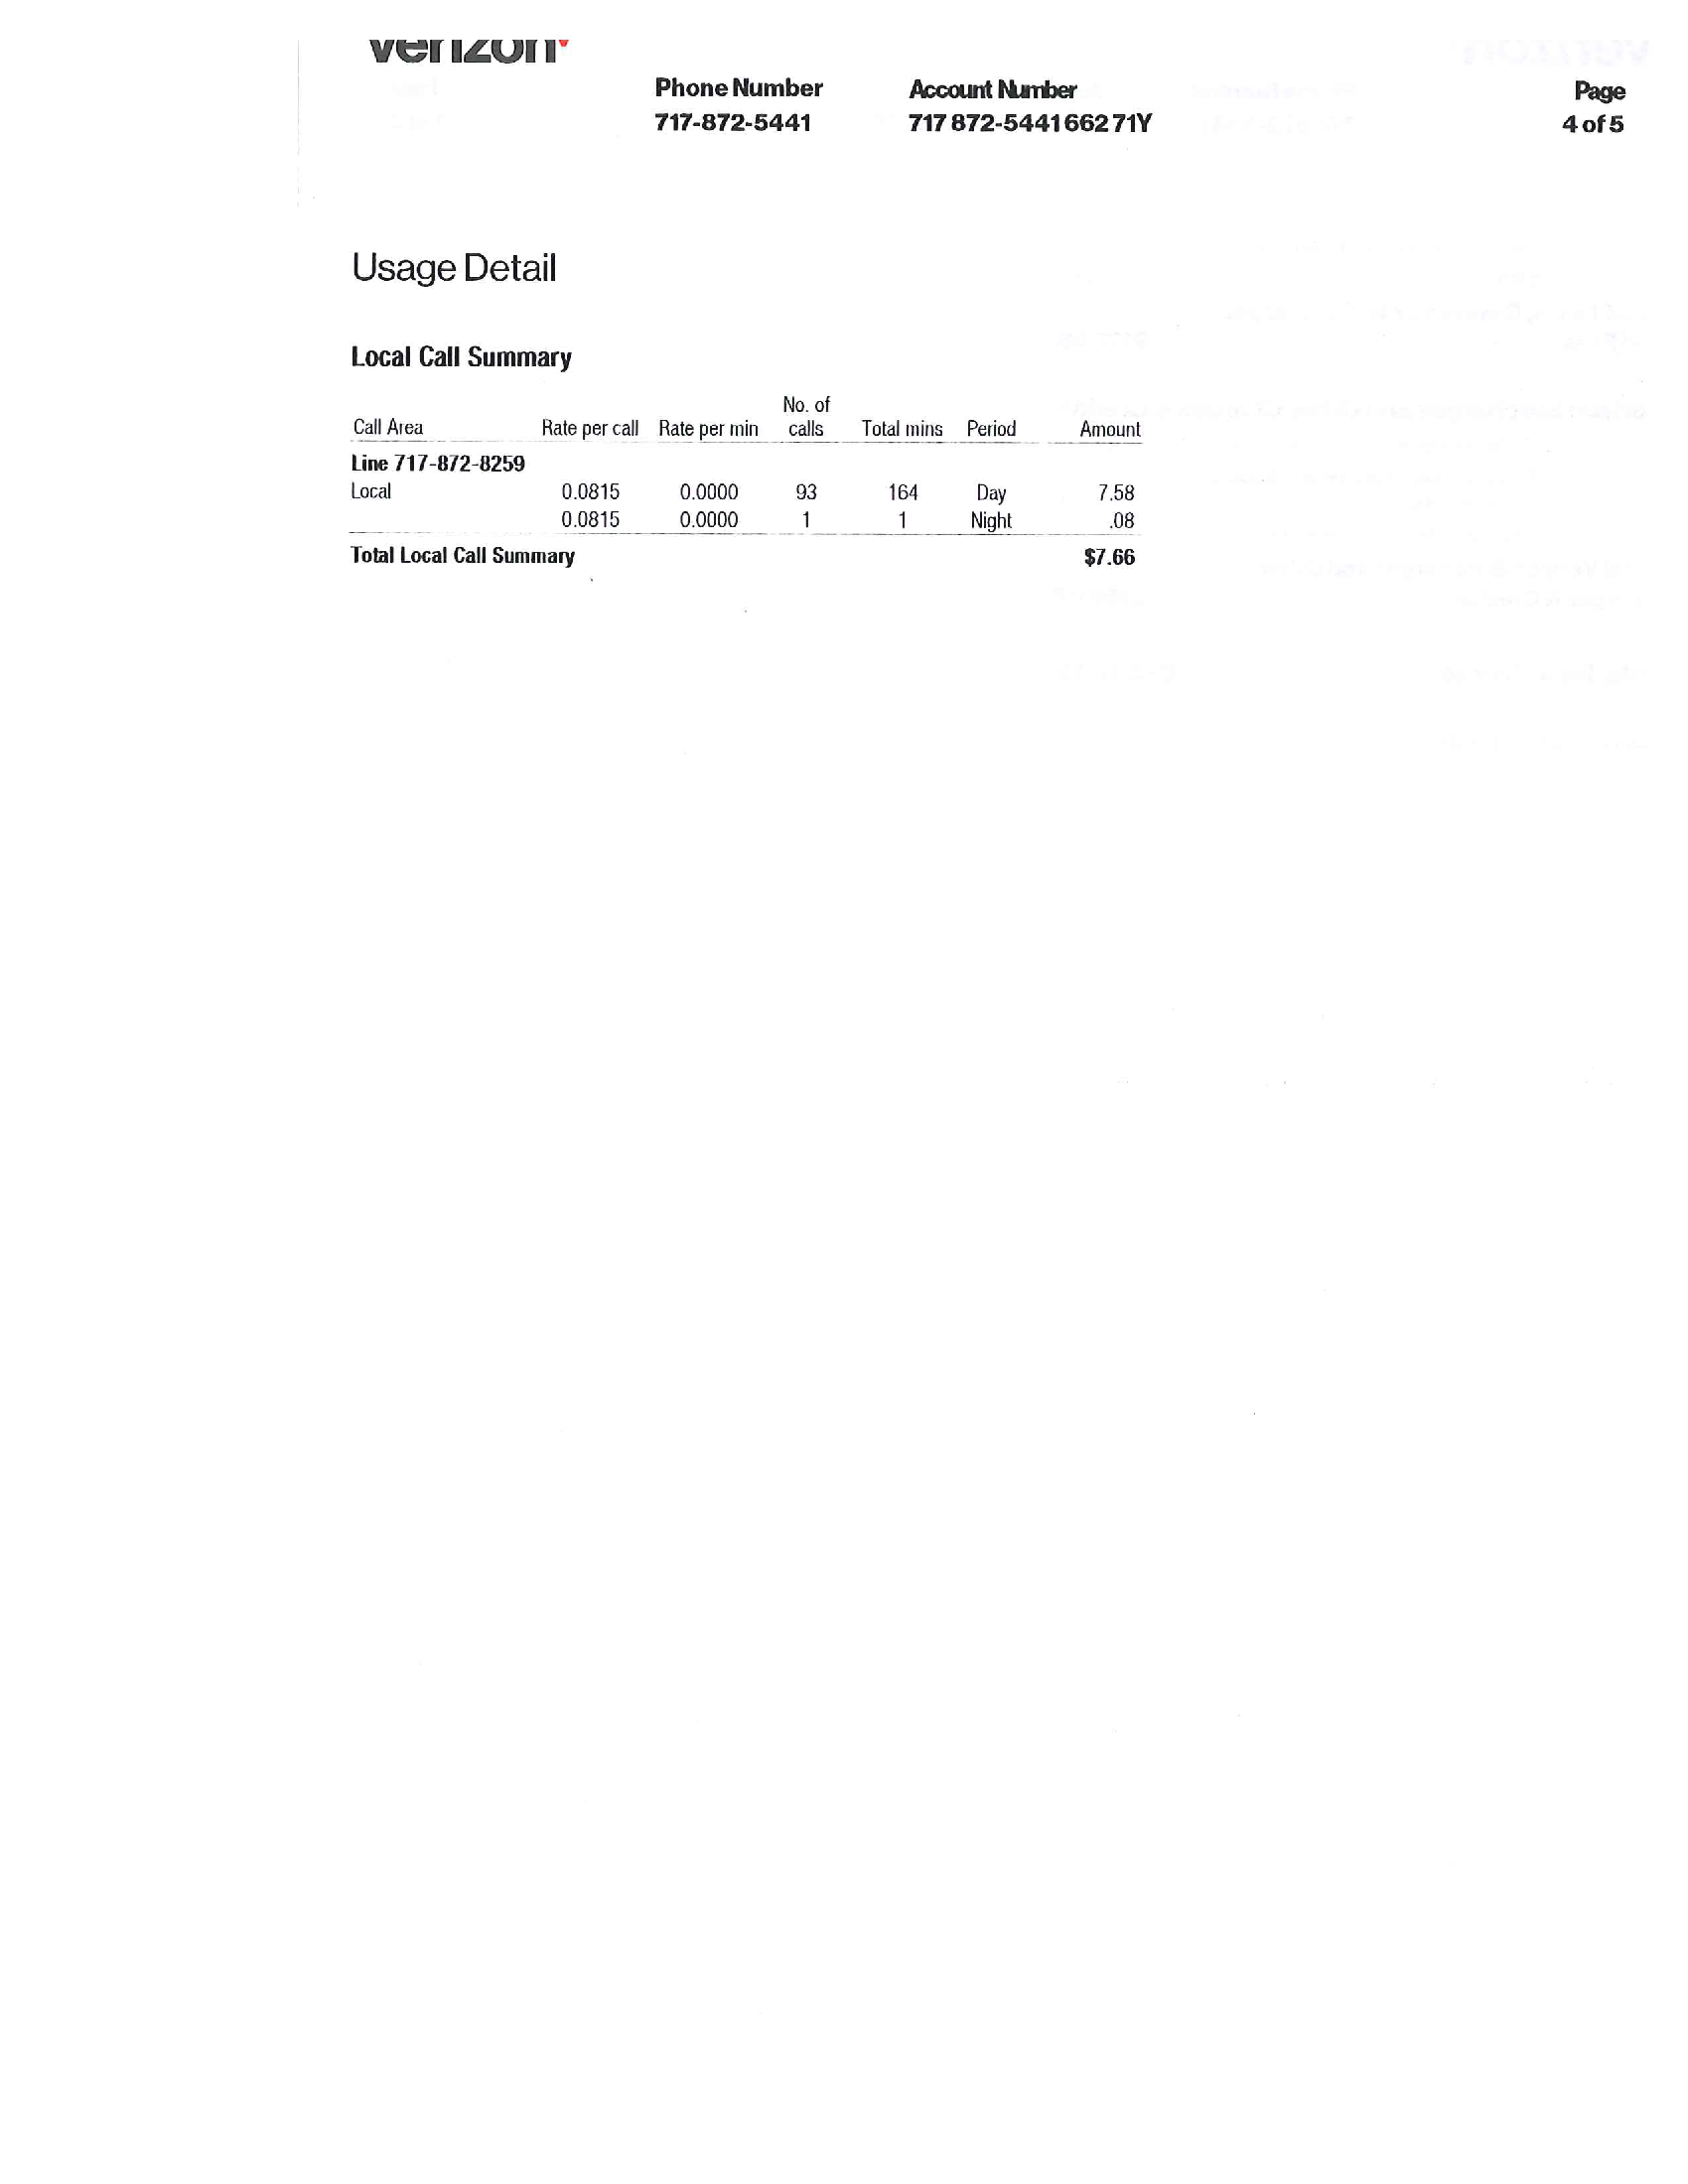 verizon
Phone Number Account Number Page
717-872-5441 717 872-5441 662 71Y 4 of 5
Usage Detail
Local Call Summary
No. of
Call Area Rate per call Rate per min calls Total mins Period Amount
Line 717-872-8259
Local 0.0815 0.0000 93 164 Day 7.58
0.0815 0.0000 1 1 Night .08
Total Local Call Summary $7.66